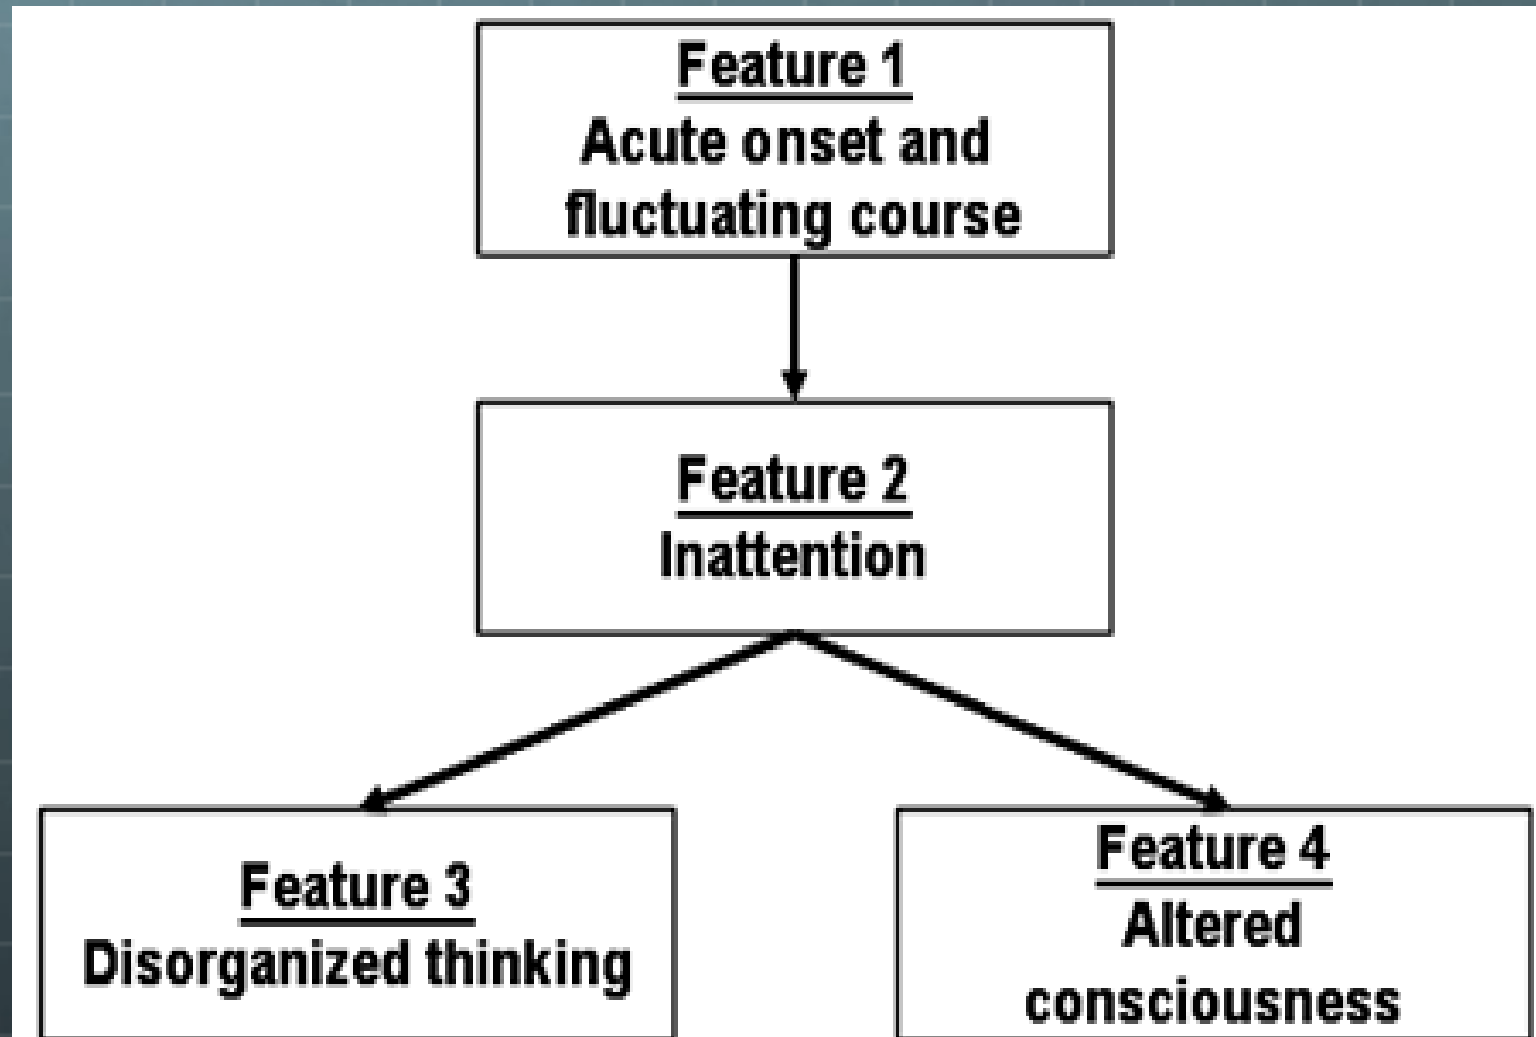 Feature 1
Acute onset and
fluctuating course
Feature 2
Inattention
Feature 3
Disorganized thinking
Feature 4
Altered
consciousness